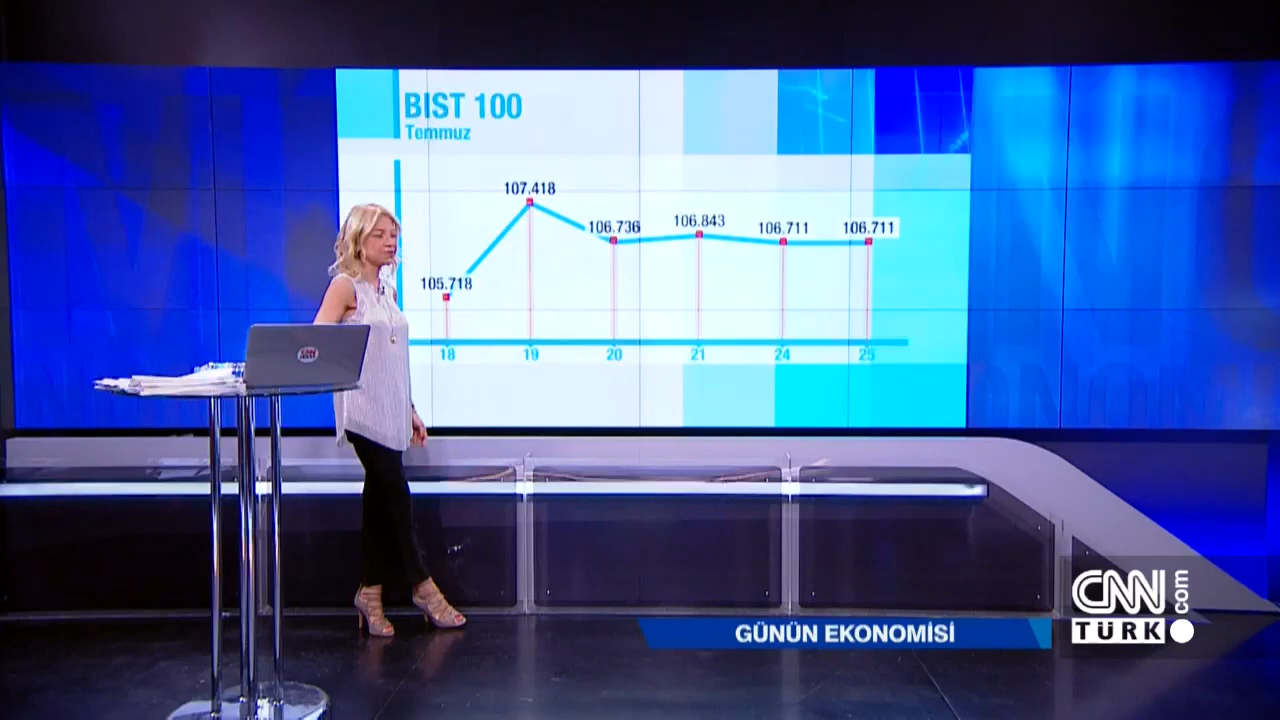 BIST 100
Temmuz
107.418
106.736
106.843
106.711
106.711
105.718
18
19
20
21
24
25
GÜNÜN EKONOMİSİ
CNN
TÜRK
.com